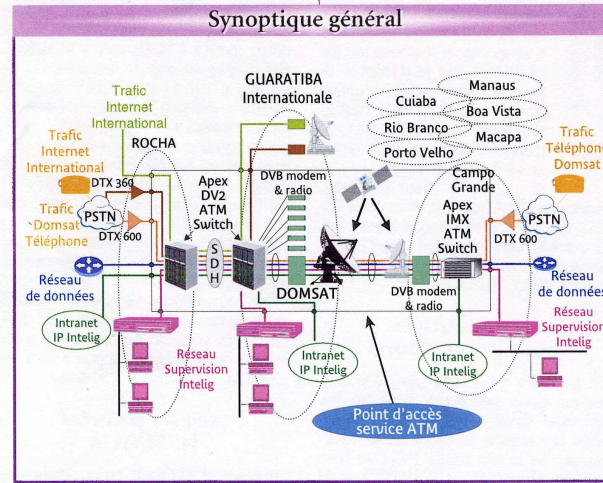 Synoptique général
Trafic
Internet
International
GUARATIBA
Internationale
Manaus
Cuiaba
Boa Vista
Rio Branco
Macapa
Porto Velho
Trafic
Internet
International
ROCHA
Trafic
Téléphone
Domsat
DTX 360
Apex
DV2
ATM
Switch
DVB modem
& radio
Campo
Grande
Apex
IMX
ATM
Switch
PSTN
Trafic
Domsat
Téléphone
DTX 600
PSTN
DTX 600
S
D
H
Réseau
de données
DOMSAT
DVB modem
& radio
Réseau
de données
Intranet
IP Intelig
Réseau
Supervision
Intelig
Intranet
IP Intelig
Intranet
IP Intelig
Réseau
Supervision
Intelig
Point d'accès
service ATM